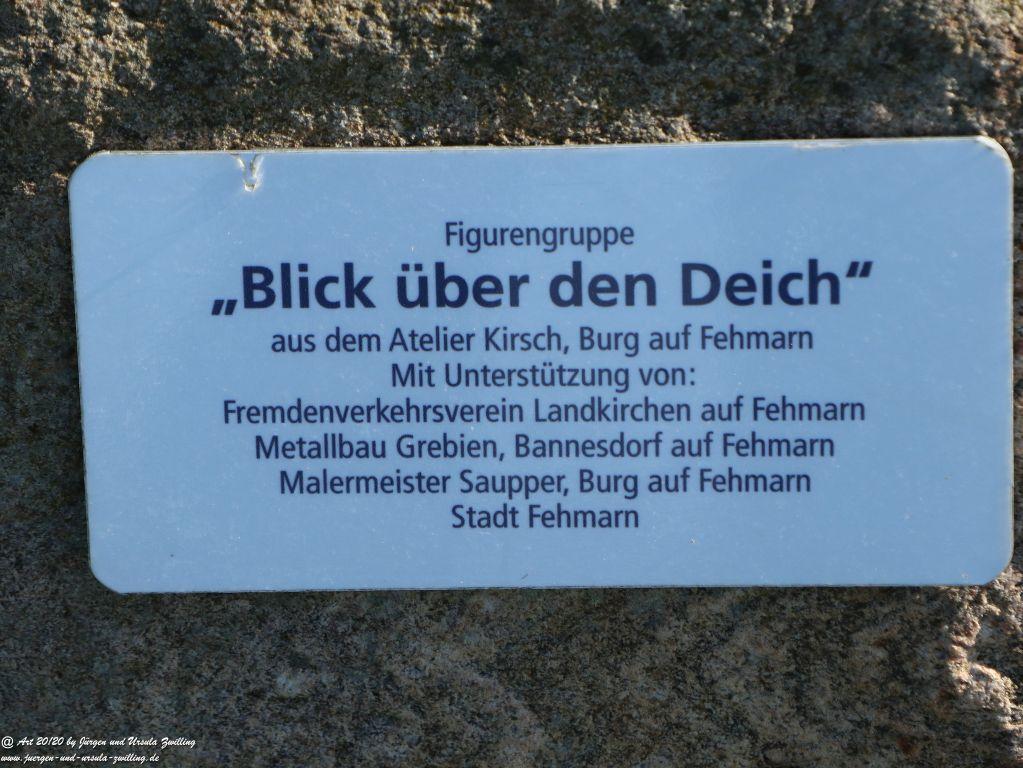 Figurengruppe
„Blick über den Deich“
aus dem Atelier Kirsch, Burg auf Fehmarn
Mit Unterstützung von:
Fremdenverkehrsverein Landkirchen auf Fehmarn
Metallbau Grebien, Bannesdorf auf Fehmarn
Malermeister Saupper, Burg auf Fehmarn
Stadt Fehmarn
@ Art 20/20 by Jürgen und Ursula Zwilling
www.juergen-und-ursula-zwilling.de